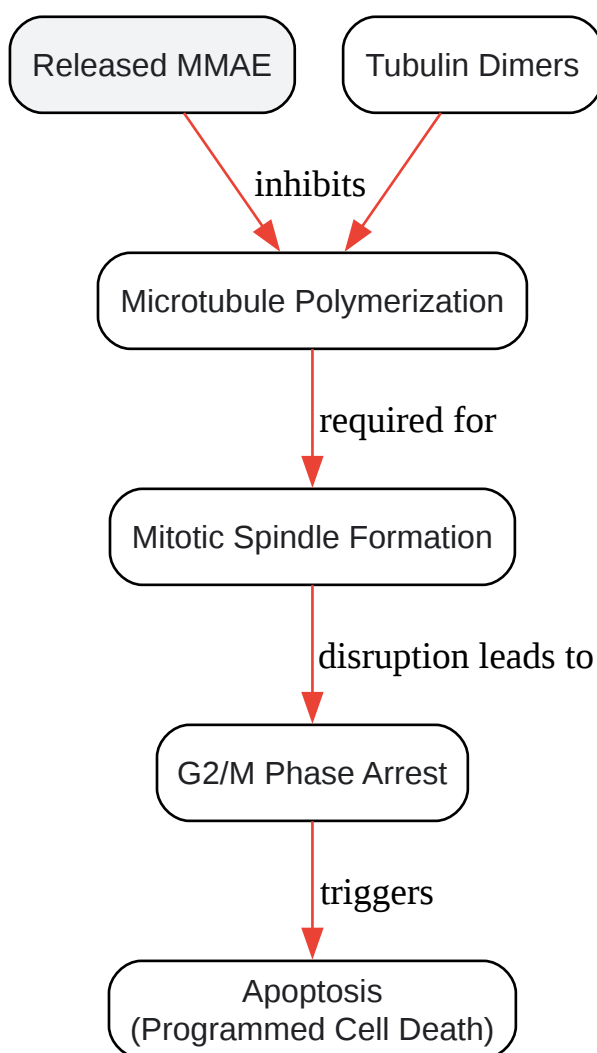 Released MMAE
Tubulin Dimers
inhibits
Microtubule Polymerization
required for
Mitotic Spindle Formation
disruption leads to
G2/M Phase Arrest
triggers
Apoptosis
(Programmed Cell Death)